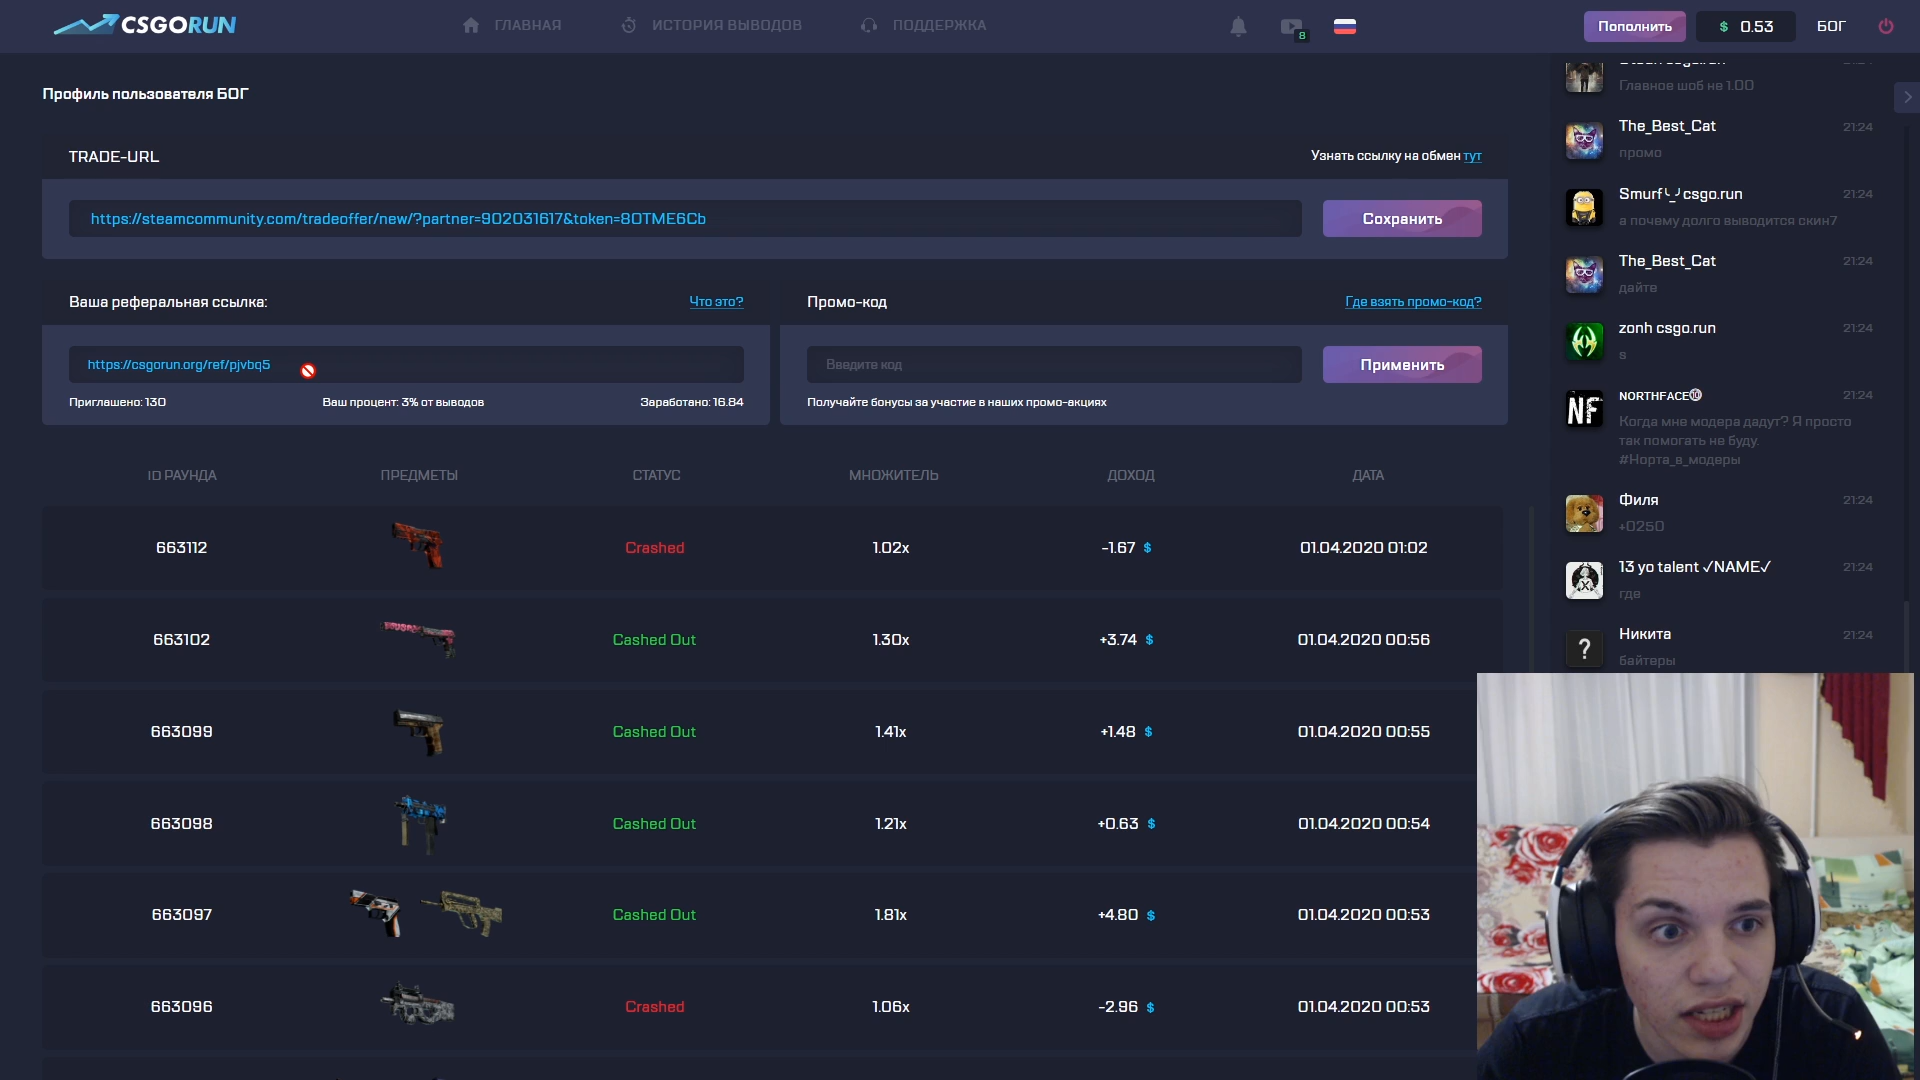 CSGORUN
ГЛАВНАЯ
ИСТОРИЯ ВЫВОДОВ
ПОДДЕРЖКА
8
Пополнить
$ 0.53
БОГ
Профиль пользователя БОГ
TRADE-URL
Узнать ссылку на обмен тут
https://steamcommunity.com/tradeoffer/new/?partner=902031617&token=8OTME6Cb
Сохранить
Ваша реферальная ссылка:
Что это?
https://csgorun.org/ref/pjvbq5
Приглашено: 130
Ваш процент: 3% от выводов
Заработано: 16.84
Промо-код
Где взять промо-код?
Введите код
Применить
Получайте бонусы за участие в наших промо-акциях
ID РАУНДА ПРЕДМЕТЫ СТАТУС МНОЖИТЕЛЬ ДОХОД ДАТА
663112 Crashed 1.02x -1.67 $ 01.04.2020 01:02
663102 Cashed Out 1.30x +3.74 $ 01.04.2020 00:56
663099 Cashed Out 1.41x +1.48 $ 01.04.2020 00:55
663098 Cashed Out 1.21x +0.63 $ 01.04.2020 00:54
663097 Cashed Out 1.81x +4.80 $ 01.04.2020 00:53
663096 Crashed 1.06x -2.96 $ 01.04.2020 00:53
Главное шоб не 1.00
The_Best_Cat 21:24
промо
Smurf╰_╯csgo.run 21:24
а почему долго выводится скин7
The_Best_Cat 21:24
дайте
zonh csgo.run 21:24
s
NF
NORTHFACE⑩ 21:24
Когда мне модера дадут? Я просто
так помогать не буду.
#Норта_в_модеры
Филя 21:24
+0250
13 yo talent ✓NAME✓ 21:24
где
?
Никита 21:24
байтеры